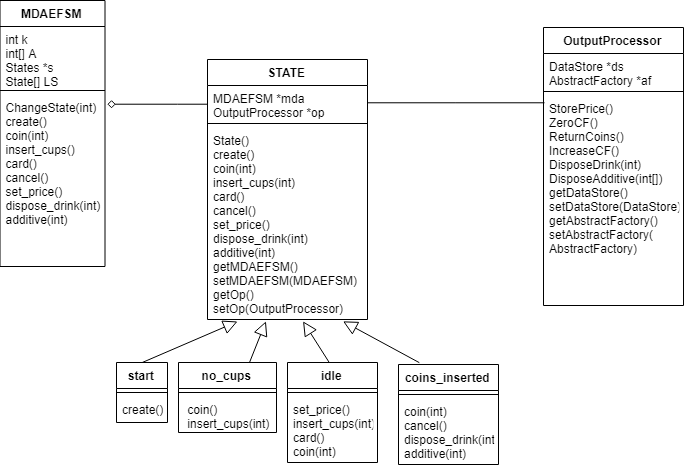 MDAEFSM
int k
int[] A
States *s
State[] LS
ChangeState(int)
create()
coin(int)
insert_cups()
card()
cancel()
set_price()
dispose_drink(int)
additive(int)
STATE
MDAEFSM *mda
OutputProcessor *op
State()
create()
coin(int)
insert_cups(int)
card()
cancel()
set_price()
dispose_drink(int)
additive(int)
getMDAEFSM()
setMDAEFSM(MDAEFSM)
getOp()
setOp(OutputProcessor)
OutputProcessor
DataStore *ds
AbstractFactory *af
StorePrice()
ZeroCF()
ReturnCoins()
IncreaseCF()
DisposeDrink(int)
DisposeAdditive(int[])
getDataStore()
setDataStore(DataStore)
getAbstractFactory()
setAbstractFactory(
AbstractFactory)
start
create()
no_cups
coin()
insert_cups(int)
idle
set_price()
insert_cups(int)
card()
coin(int)
coins_inserted
coin(int)
cancel()
dispose_drink(int
additive(int)